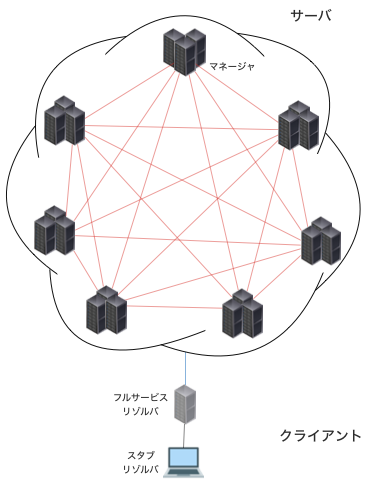 サーバ
マネージャ
フルサービス
リゾルバ
クライアント
スタブ
リゾルバ